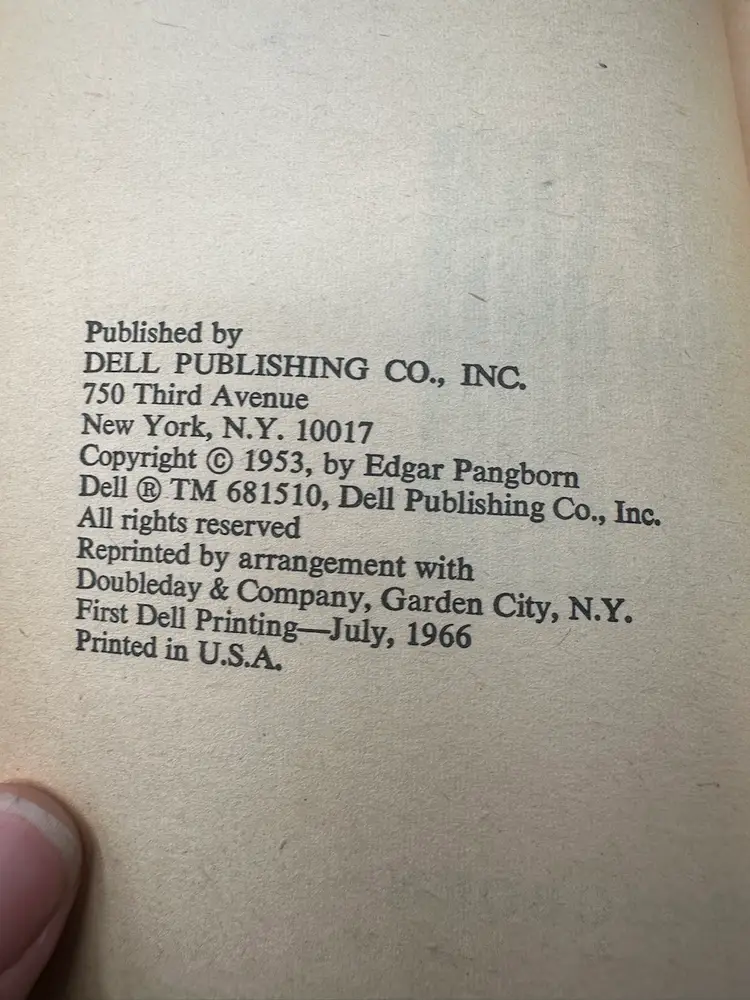 Published by
DELL PUBLISHING CO., INC.
750 Third Avenue
New York, N.Y. 10017
Copyright © 1953, by Edgar Pangborn
Dell ® TM 681510, Dell Publishing Co., Inc.
All rights reserved
Reprinted by arrangement with
Doubleday & Company, Garden City, N.Y.
First Dell Printing—July, 1966
Printed in U.S.A.